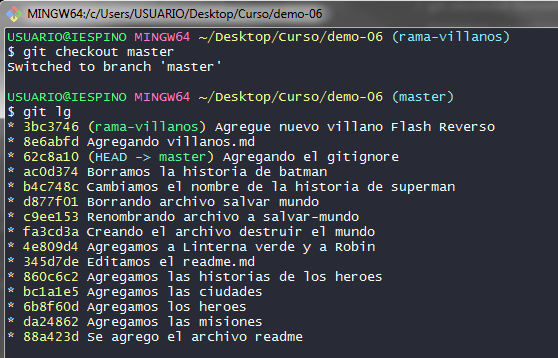 MINGW64:/c/Users/USUARIO/Desktop/Curso/demo-06
USUARIO@IESPINO MINGW64 ~/Desktop/Curso/demo-06 (rama-villanos)
$ git checkout master
Switched to branch 'master'
USUARIO@IESPINO MINGW64 ~/Desktop/Curso/demo-06 (master)
$ git lg
* 3bc3746 (rama-villanos) Agregue nuevo villano Flash Reverso
* 8e6abfd Agregando villanos.md
* 62c8a10 (HEAD -> master) Agregando el gitignore
* ac0d374 Borramos la historia de batman
* b4c748c Cambiamos el nombre de la historia de superman
* d877f01 Borrando archivo salvar mundo
* c9ee153 Renombrando archivo a salvar-mundo
* fa3cd3a Creando el archivo destruir el mundo
* 4e809d4 Agregamos a Linterna verde y a Robin
* 345d7de Editamos el readme.md
* 860c6c2 Agregamos las historias de los heroes
* bc1a1e5 Agregamos las ciudades
* 6b8f60d Agregamos los heroes
* da24862 Agregamos las misiones
* 88a423d Se agrego el archivo readme